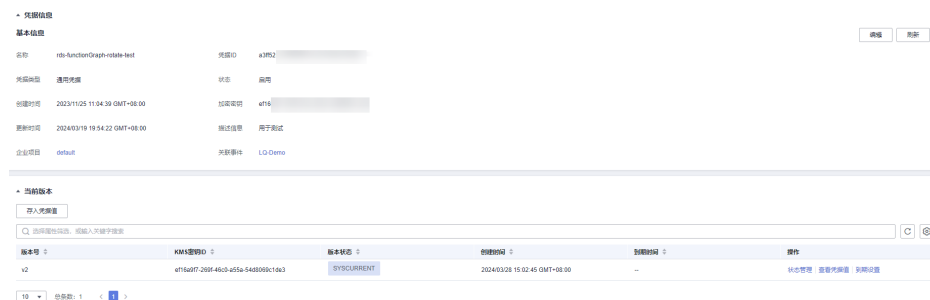 凭据信息
基本信息
编辑 刷新
名称 rds-functionGraph-rotate-test 凭据ID a3ff52
凭据类型 通用凭据 状态 启用
创建时间 2023/11/25 11:04:39 GMT+08:00 加密密钥 ef16
更新时间 2024/03/19 19:54:22 GMT+08:00 描述信息 用于测试
企业项目 default 关联事件 LQ-Demo
当前版本
存入凭据值
选择属性筛选，或输入关键字搜索
版本号 KMS密钥ID 版本状态 创建时间 到期时间 操作
v2 ef16a9f7-269f-46c0-a55a-54d8069c1de3 SYSCURRENT 2024/03/28 15:02:45 GMT+08:00 -- 状态管理 查看凭据值 到期设置
10 总条数：1 < 1 >